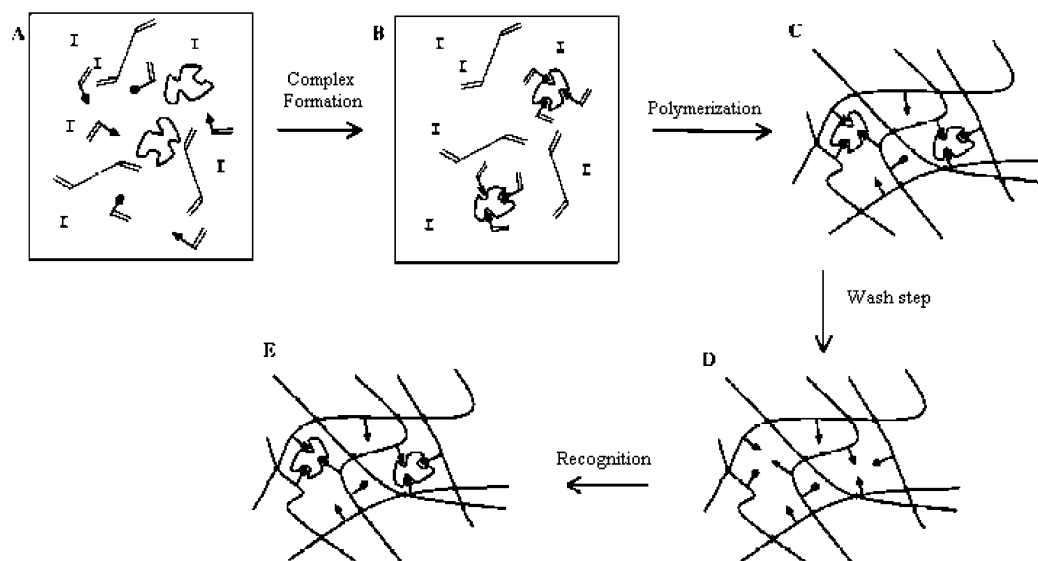 A
I
I
I
I
I
I
I
Complex
Formation
B
I
I
I
I
I
I
Polymerization
C
Wash step
D
Recognition
E